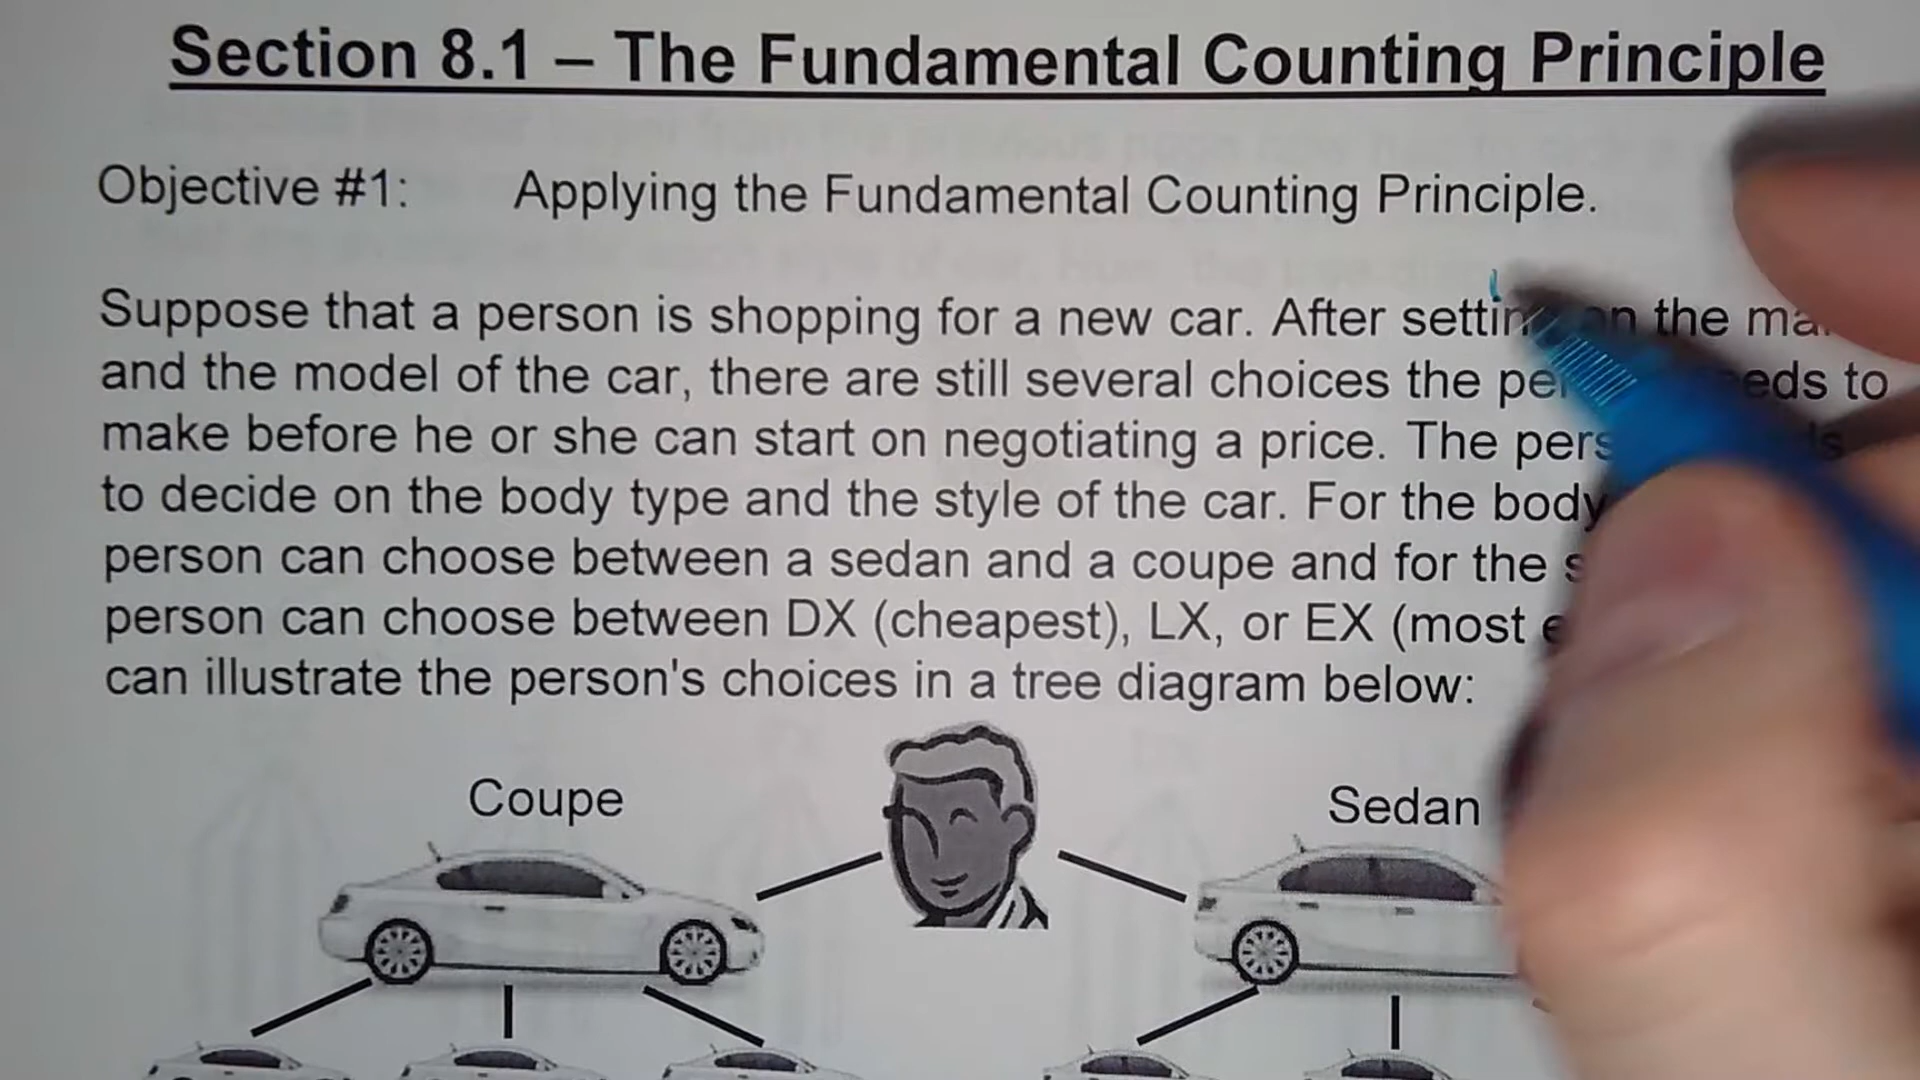 Section 8.1 – The Fundamental Counting Principle
Objective #1: Applying the Fundamental Counting Principle.
Suppose that a person is shopping for a new car. After the
and the model of the car, there are still several choices the to
make before he or she can start on negotiating a price. The
to decide on the body type and the style of the car. For the body
person can choose between a sedan and a coupe and for the
person can choose between DX (cheapest), LX, or EX (most
can illustrate the person's choices in a tree diagram below:
Coupe
Sedan